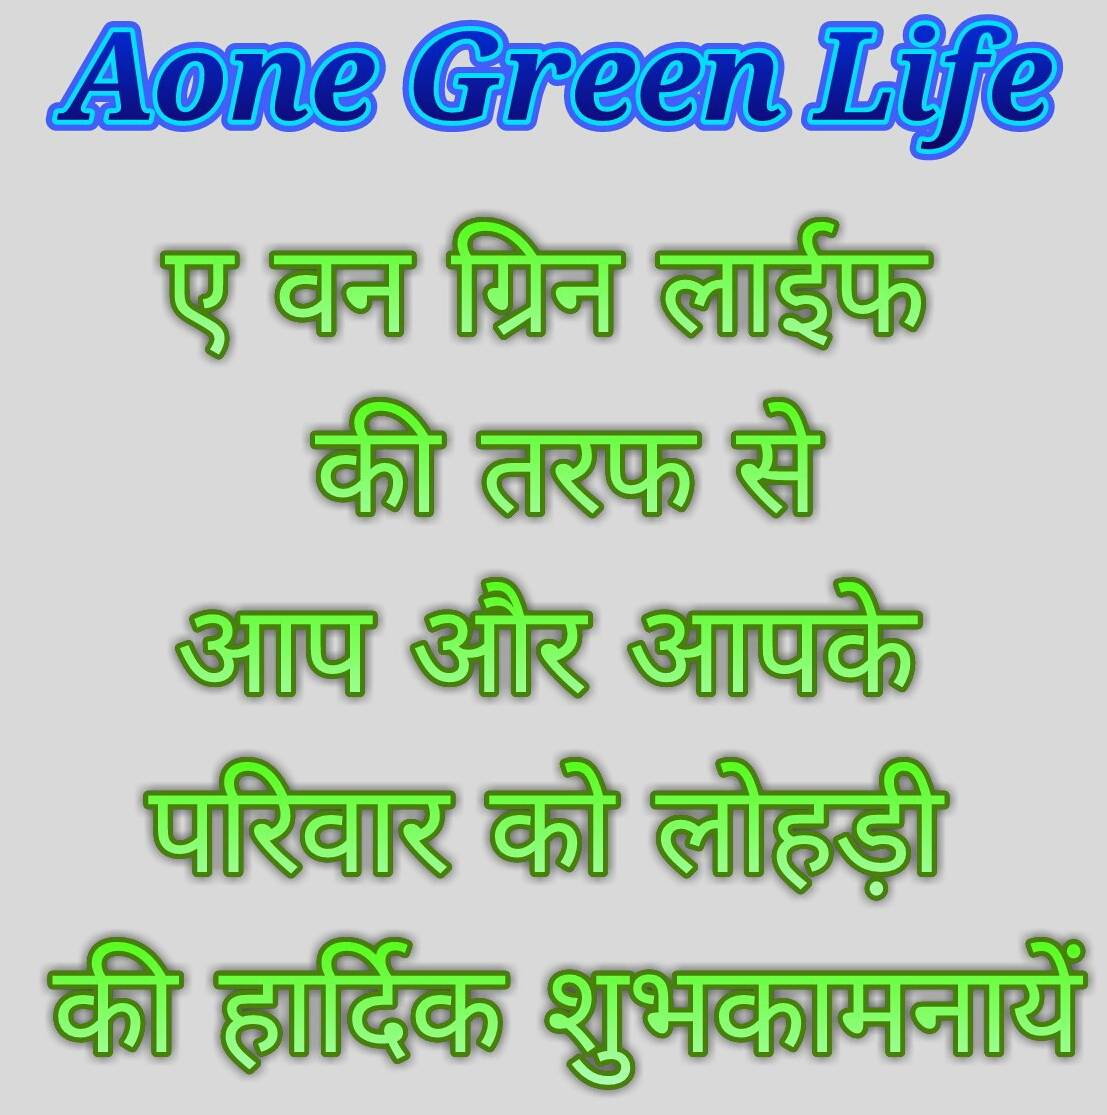 Aone Green Life
ए वन ग्रिन लाईफ
की तरफ से
आप और आपके
परिवार को लोहड़ी
की हार्दिक शुभकामनायें